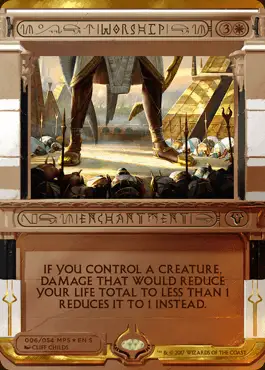 WORSHIP 3
ENCHANTMENT
IF YOU CONTROL A CREATURE,
DAMAGE THAT WOULD REDUCE
YOUR LIFE TOTAL TO LESS THAN 1
REDUCES IT TO 1 INSTEAD.
006/054 MPS★EN S
CLIFF CHILDS
™ & © 2017 WIZARDS OF THE COAST